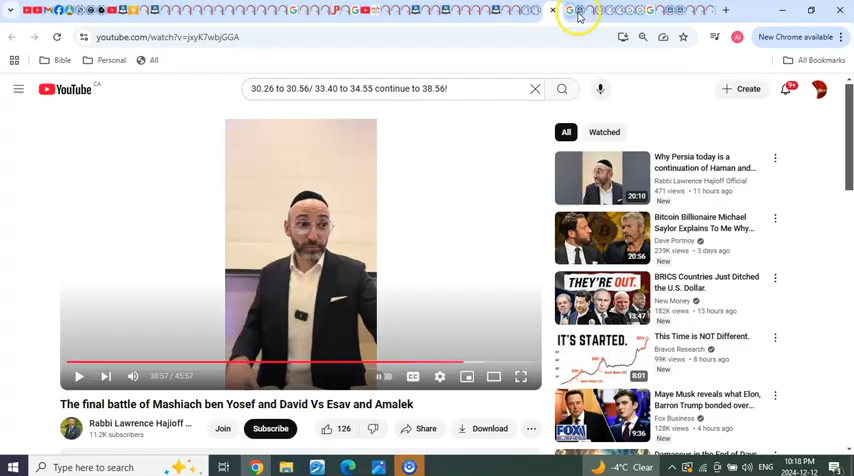 youtube.com/watch?v=jxyK7wbjGGA
New Chrome available
Bible
Personal
All
All Bookmarks
YouTube CA
30.26 to 30.56/ 33.40 to 34.55 continue to 38.56!
Create
9+
All
Watched
Why Persia today is a
continuation of Haman and...
Rabbi Lawrence Hajioff Official
471 views • 11 hours ago
New
20:10
Bitcoin Billionaire Michael
Saylor Explains To Me Why...
Dave Portnoy
239K views • 3 days ago
New
20:56
THEY'RE OUT.
BRICS Countries Just Ditched
the U.S. Dollar.
New Money
182K views • 13 hours ago
New
13:47
IT'S STARTED.
This Time is NOT Different.
Bravos Research
99K views • 8 hours ago
New
8:01
Maye Musk reveals what Elon,
Barron Trump bonded over...
Fox Business
128K views • 4 hours ago
New
9:36
Damascus in the End of Days
38:57 / 45:57
CC
The final battle of Mashiach ben Yosef and David Vs Esav and Amalek
Rabbi Lawrence Hajioff ...
11.2K subscribers
Join
Subscribe
126
Share
Download
Type here to search
-4°C Clear
ENG
10:18 PM
2024-12-12